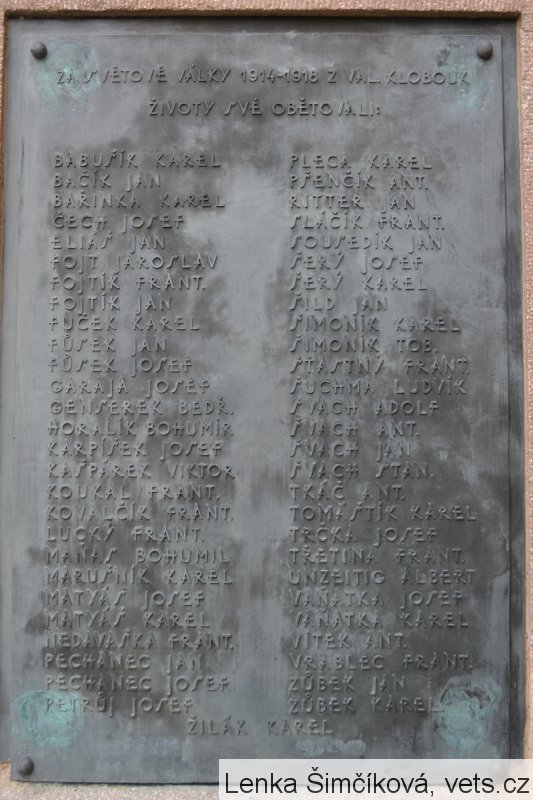 ZA SVĚTOVÉ VÁLKY 1914-1918 Z VAL. KLOBOUK
ŽIVOTY SVÉ OBĚTOVALI:
BABUŠÍK KAREL
BAČÍK JAN
BAŘINKA KAREL
ČECH JOSEF
ELIÁŠ JAN
FOJT JAROSLAV
FOJTÍK FRANT.
FOJTÍK JAN
FUČEK KAREL
FŮSEK JAN
FŮSEK JOSEF
GARAJA JOSEF
GENSEREK BEDŘ.
HORALÍK BOHUMÍR
KARPÍŠEK JOSEF
KAŠPÁREK VIKTOR
KOUKAL FRANT.
KOVALČÍK FRANT.
LUCKÝ FRANT.
MANAS BOHUMIL
MARUŠNÍK KAREL
MATYÁŠ JOSEF
MATYÁŠ KAREL
NEDAVAŠKA FRANT.
PECHANEC JAN
PECHANEC JOSEF
PETRŮJ JOSEF
PLECA KAREL
PŠENČÍK ANT.
RITTER JAN
SLÁČÍK FRANT.
SOUSEDÍK JAN
ŠERÝ JOSEF
ŠERÝ KAREL
ŠILD JAN
ŠIMONÍK KAREL
ŠIMONÍK TOB.
ŠŤASTNÝ FRANT.
ŠUCHMA LUDVÍK
ŠVACH ADOLF
ŠVACH ANT.
ŠVACH JAN
ŠVACH STAN.
TKÁČ ANT.
TOMAŠTÍK KAREL
TRČKA JOSEF
TŘETINA FRANT.
UNZEITIG ALBERT
VAŇATKA JOSEF
VAŇATKA KAREL
VÍTEK ANT.
VRABLEC FRANT.
ZŮBEK JAN
ZŮBEK KAREL
ŽILÁK KAREL
Lenka Šimčíková, vets.cz